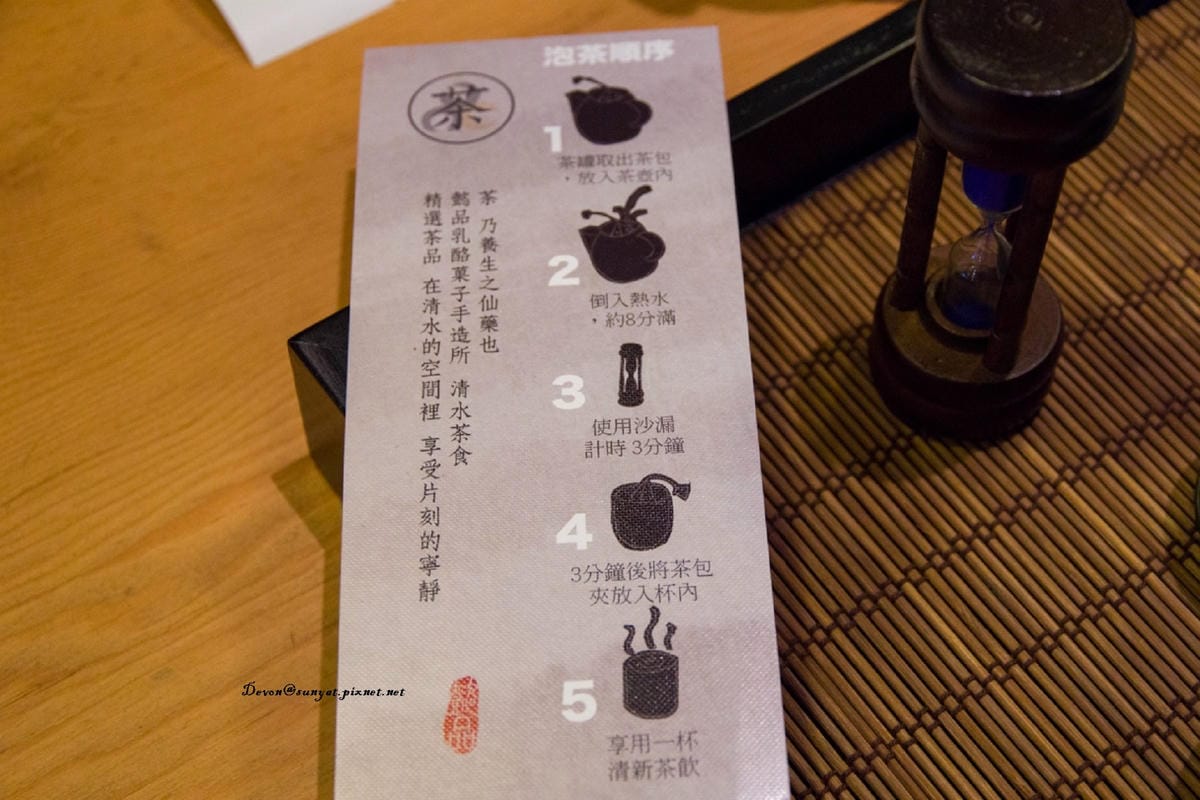 泡茶順序
茶
1
茶罐取出茶包
，放入茶壺內
2
倒入熱水
，約8分滿
3
使用沙漏
計時 3分鐘
4
3分鐘後將茶包
夾放入杯內
5
享用一杯
清新茶飲
茶 乃養生之仙藥也
懿品乳酪菓子手造所 清水茶食
精選茶品 在清水的空間裡 享受片刻的寧靜
Devon@sunyat.pixnet.net